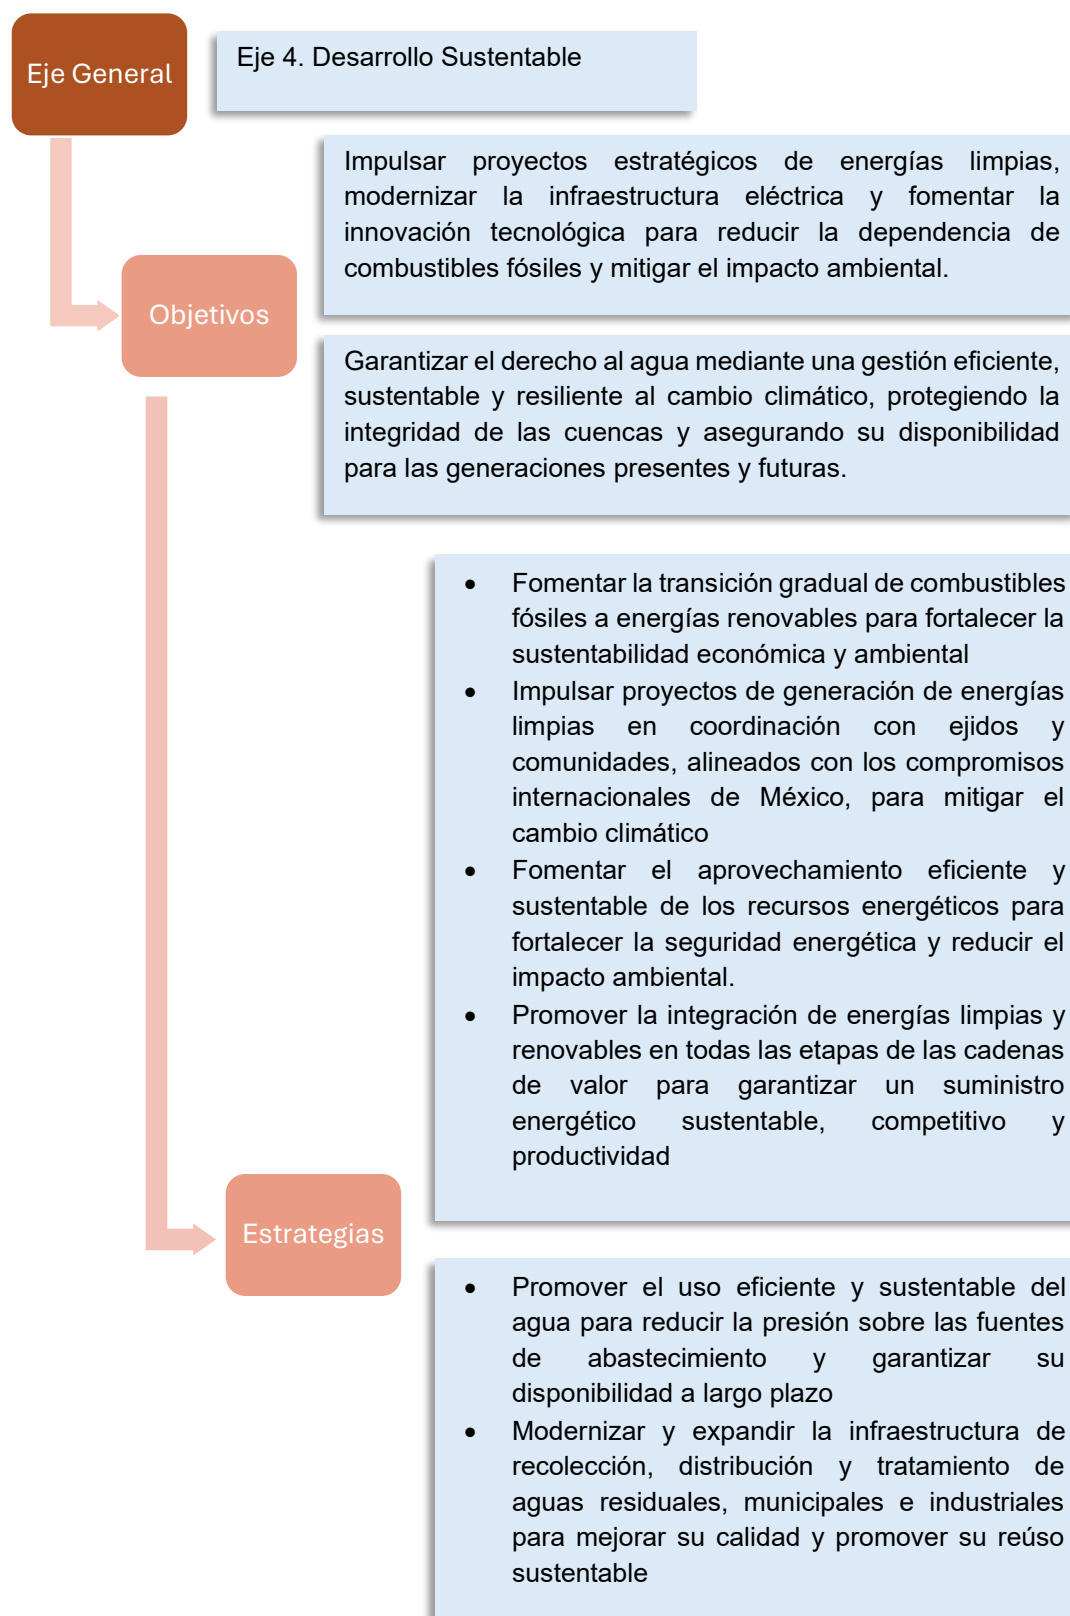 Eje General
Eje 4. Desarrollo Sustentable
Impulsar proyectos estratégicos de energías limpias,
modernizar la infraestructura eléctrica y fomentar la
innovación tecnológica para reducir la dependencia de
combustibles fósiles y mitigar el impacto ambiental.
Objetivos
Garantizar el derecho al agua mediante una gestión eficiente,
sustentable y resiliente al cambio climático, protegiendo la
integridad de las cuencas y asegurando su disponibilidad
para las generaciones presentes y futuras.
• Fomentar la transición gradual de combustibles
fósiles a energías renovables para fortalecer la
sustentabilidad económica y ambiental
• Impulsar proyectos de generación de energías
limpias en coordinación con ejidos y
comunidades, alineados con los compromisos
internacionales de México, para mitigar el
cambio climático
• Fomentar el aprovechamiento eficiente y
sustentable de los recursos energéticos para
fortalecer la seguridad energética y reducir el
impacto ambiental.
• Promover la integración de energías limpias y
renovables en todas las etapas de las cadenas
de valor para garantizar un suministro
energético sustentable, competitivo y
productividad
Estrategias
• Promover el uso eficiente y sustentable del
agua para reducir la presión sobre las fuentes
de abastecimiento y garantizar su
disponibilidad a largo plazo
• Modernizar y expandir la infraestructura de
recolección, distribución y tratamiento de
aguas residuales, municipales e industriales
para mejorar su calidad y promover su reúso
sustentable